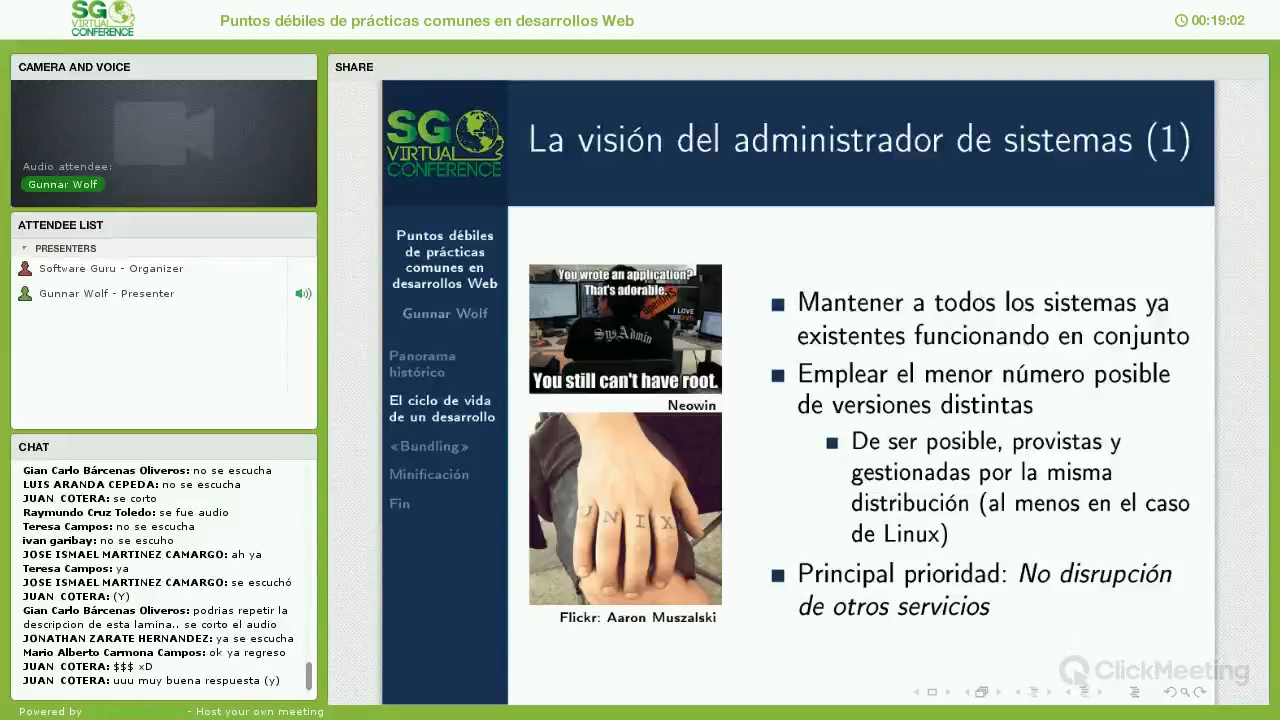 SG
VIRTUAL
CONFERENCE
Puntos débiles de prácticas comunes en desarrollos Web
00:19:02
CAMERA AND VOICE
Audio attendee:
Gunnar Wolf
ATTENDEE LIST
PRESENTERS
Software Guru - Organizer
Gunnar Wolf - Presenter
CHAT
Gian Carlo Bárcenas Oliveros: no se escucha
LUIS ARANDA CEPEDA: no se escucha
JUAN COTERA: se corto
Raymundo Cruz Toledo: se fue audio
Teresa Campos: no se escucha
ivan garibay: no se escuho
JOSE ISMAEL MARTINEZ CAMARGO: ah ya
Teresa Campos: ya
JOSE ISMAEL MARTINEZ CAMARGO: se escuchó
JUAN COTERA: (Y)
Gian Carlo Bárcenas Oliveros: podrias repetir la
descripcion de esta lamina.. se corto el audio
JONATHAN ZARATE HERNANDEZ: ya se escucha
Mario Alberto Carmona Campos: ok ya regreso
JUAN COTERA: $$$ xD
JUAN COTERA: uuu muy buena respuesta (y)
Powered by
- Host your own meeting
SHARE
SG
VIRTUAL
CONFERENCE
La visión del administrador de sistemas (1)
Puntos débiles
de prácticas
comunes en
desarrollos Web
Gunnar Wolf
Panorama
histórico
El ciclo de vida
de un desarrollo
«Bundling»
Minificación
Fin
You wrote an application?
That's adorable.
I LOVE
SysAdmin
You still can't have root.
Neowin
UNIX
Flickr: Aaron Muszalski
Mantener a todos los sistemas ya
existentes funcionando en conjunto
Emplear el menor número posible
de versiones distintas
De ser posible, provistas y
gestionadas por la misma
distribución (al menos en el caso
de Linux)
Principal prioridad: No disrupción
de otros servicios
ClickMeeting